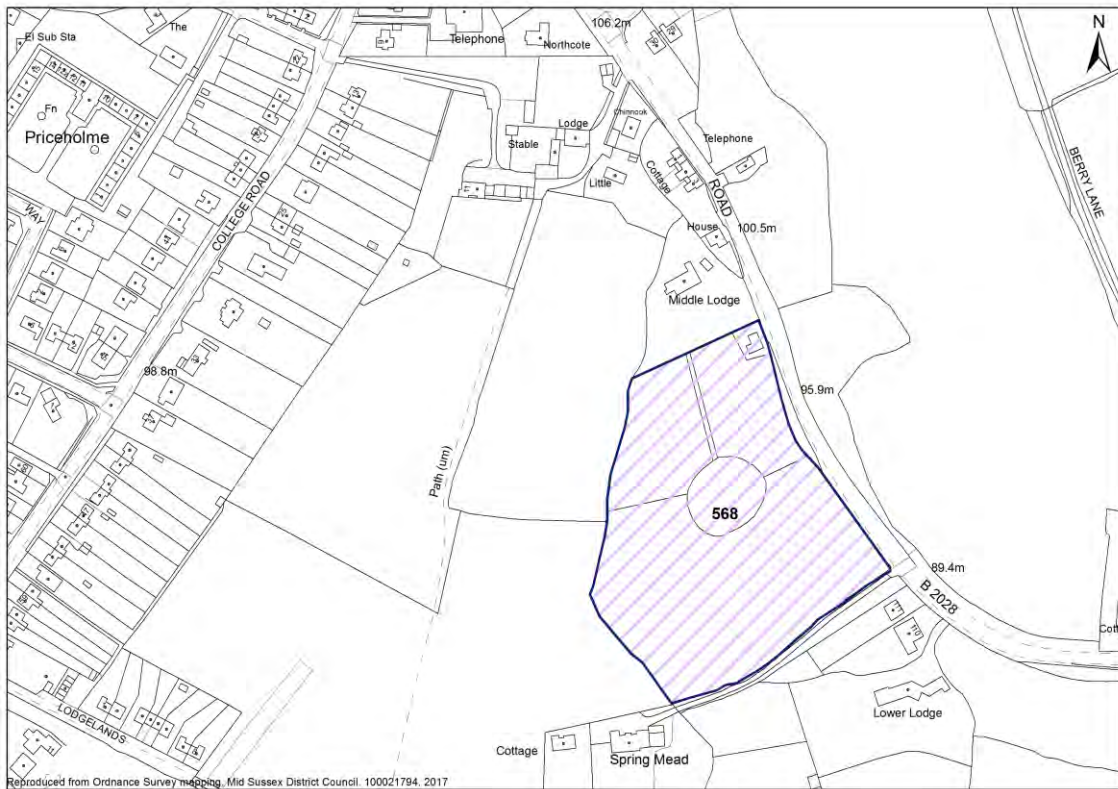 106.2m
N
The
El Sub Sta
Telephone
Northcote
Fn
Priceholme
Chinnook
Lodge
Stable
Telephone
Little
Cottage
ROAD
BERRY LANE
WAY
COLLEGE ROAD
House
100.5m
Middle Lodge
98.8m
95.9m
Path (um)
568
89.4m
B 2028
111
110
Cott
Lower Lodge
LODGELANDS
Cottage
Spring Mead
Reproduced from Ordnance Survey mapping. Mid Sussex District Council. 100021794. 2017